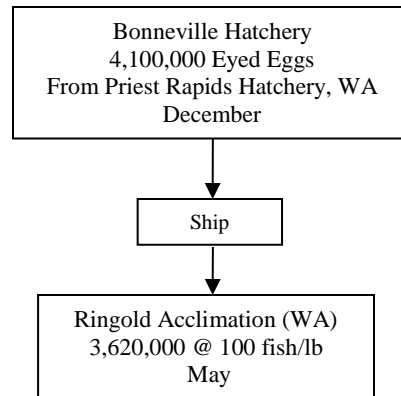 Bonneville Hatchery
4,100,000 Eyed Eggs
From Priest Rapids Hatchery, WA
December
Ship
Ringold Acclimation (WA)
3,620,000 @ 100 fish/lb
May